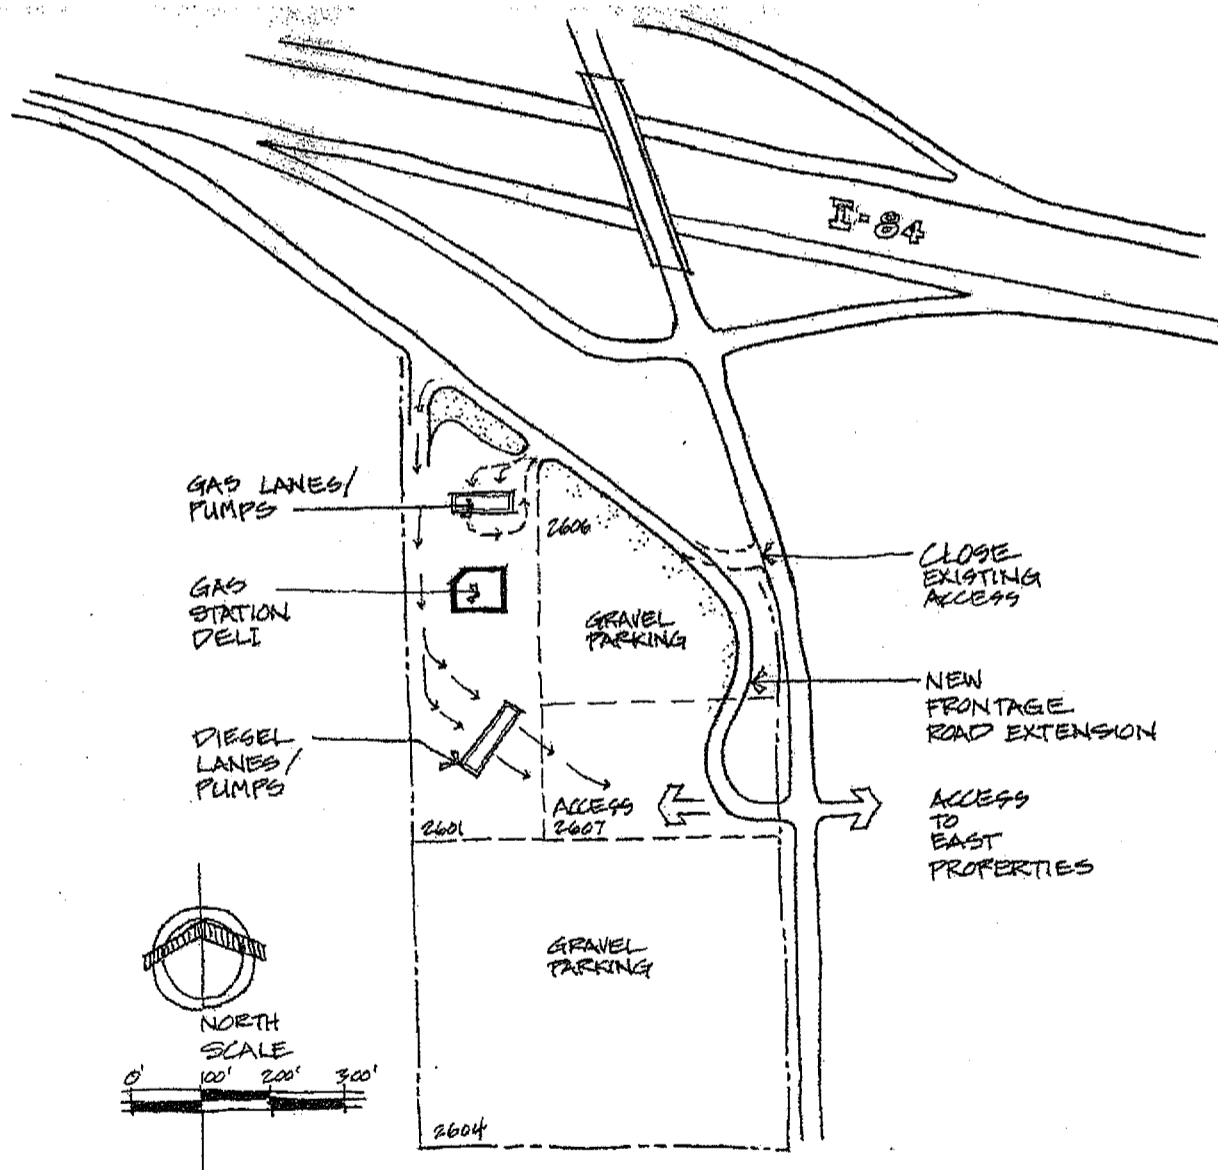 I-84
GAS LANES/
PUMPS
2606
CLOSE
EXISTING
ACCESS
GAS
STATION
DELI
GRAVEL
PARKING
NEW
FRONTAGE
ROAD EXTENSION
DIESEL
LANES/
PUMPS
ACCESS
2601
2607
ACCESS
TO
EAST
PROPERTIES
GRAVEL
PARKING
NORTH
SCALE
0' 100' 200' 300'
2604